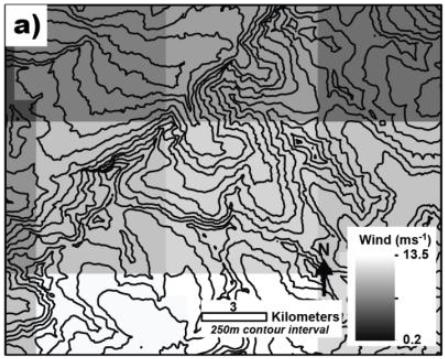 a)
N
3
Kilometers
250m contour interval
Wind (ms⁻¹)
13.5
0.2